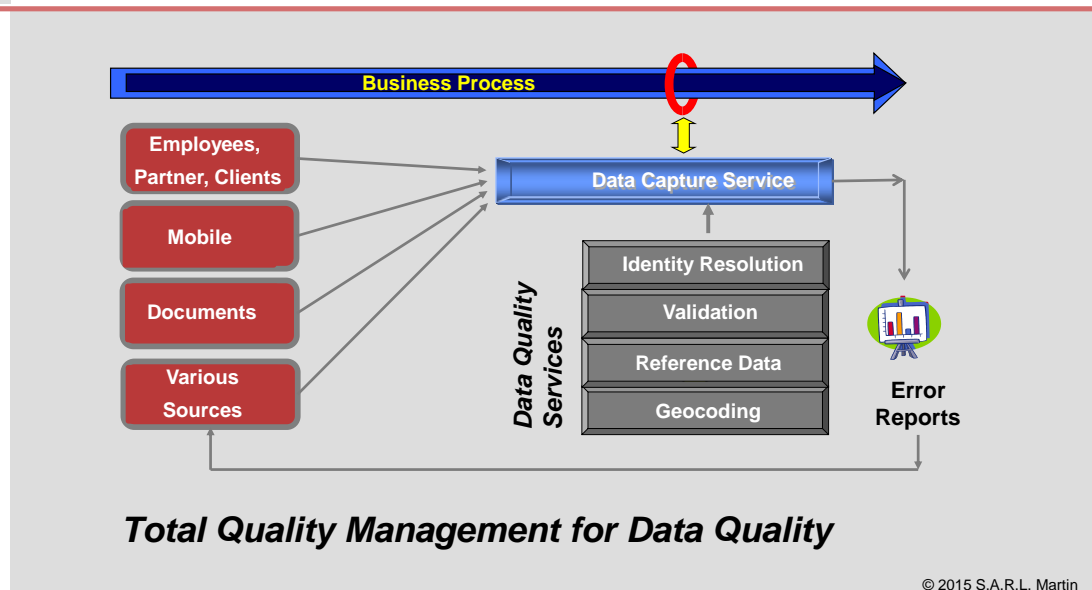 Business Process
Employees,
Partner, Clients
Mobile
Documents
Various
Sources
Data Capture Service
Data Quality
Services
Identity Resolution
Validation
Reference Data
Geocoding
Error
Reports
Total Quality Management for Data Quality
© 2015 S.A.R.L. Martin